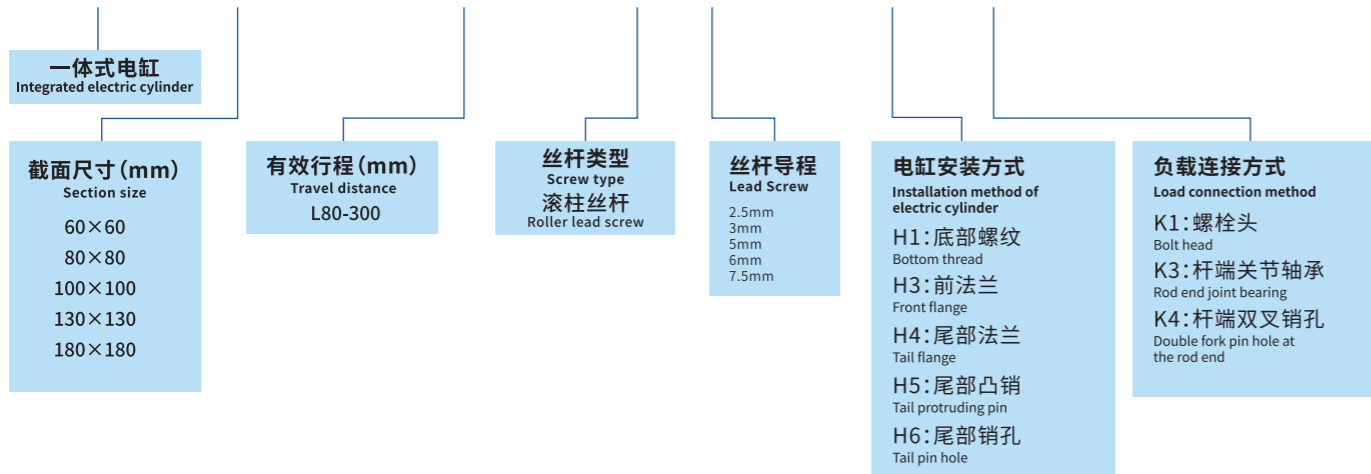 一体式电缸
Integrated electric cylinder
截面尺寸（mm）
Section size
60×60
80×80
100×100
130×130
180×180
有效行程（mm）
Travel distance
L80-300
丝杆类型
Screw type
滚柱丝杆
Roller lead screw
丝杆导程
Lead Screw
2.5mm
3mm
5mm
6mm
7.5mm
电缸安装方式
Installation method of
electric cylinder
H1：底部螺纹
Bottom thread
H3：前法兰
Front flange
H4：尾部法兰
Tail flange
H5：尾部凸销
Tail protruding pin
H6：尾部销孔
Tail pin hole
负载连接方式
Load connection method
K1：螺栓头
Bolt head
K3：杆端关节轴承
Rod end joint bearing
K4：杆端双叉销孔
Double fork pin hole at
the rod end